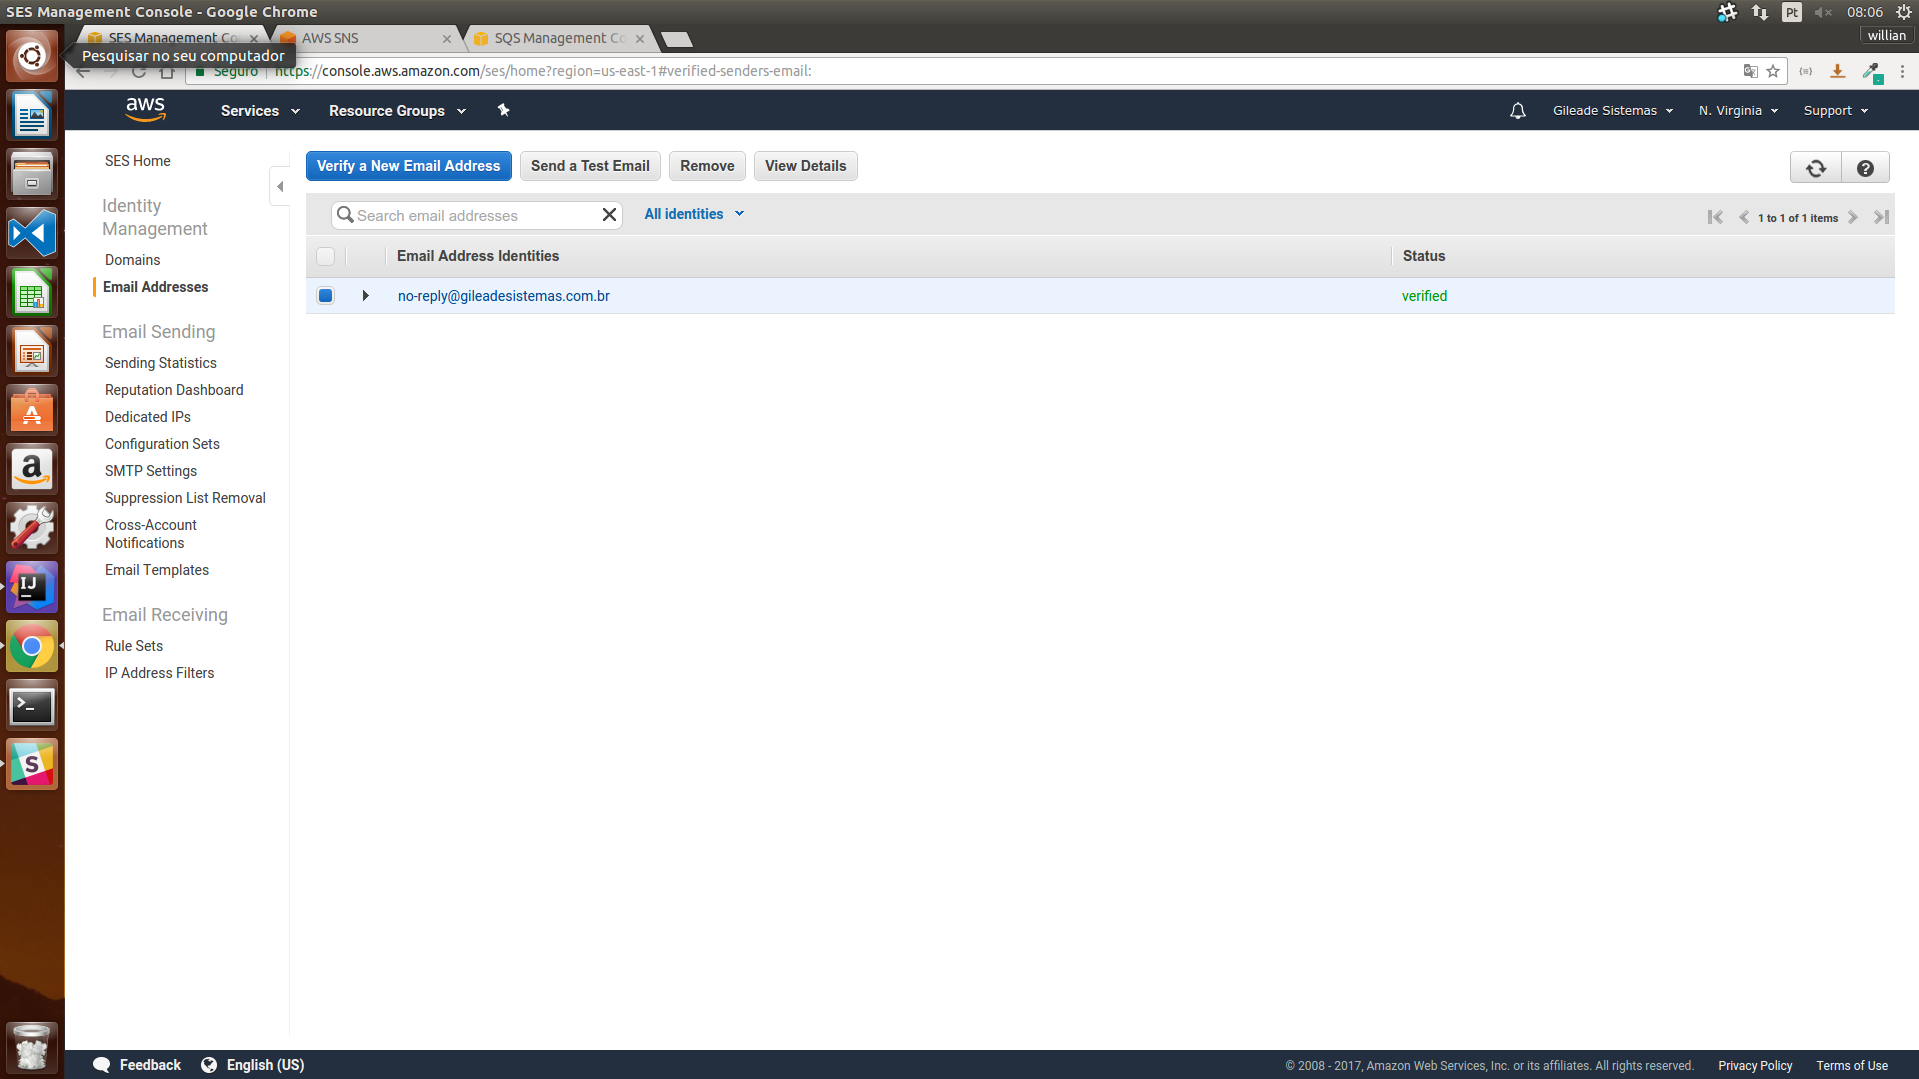 SES Management Console - Google Chrome
Pt
08:06
willian
SES Management Co
AWS SNS
SQS Management Co
Pesquisar no seu computador
Seguro
https://console.aws.amazon.com/ses/home?region=us-east-1#verified-senders-email:
aws
Services
Resource Groups
Gileade Sistemas
N. Virginia
Support
SES Home
Identity
Management
Domains
Email Addresses
Email Sending
Sending Statistics
Reputation Dashboard
Dedicated IPs
Configuration Sets
SMTP Settings
Suppression List Removal
Cross-Account
Notifications
Email Templates
Email Receiving
Rule Sets
IP Address Filters
Verify a New Email Address
Send a Test Email
Remove
View Details
Search email addresses
All identities
1 to 1 of 1 items
Email Address Identities
Status
no-reply@gileadesistemas.com.br
verified
Feedback
English (US)
© 2008 - 2017, Amazon Web Services, Inc. or its affiliates. All rights reserved.
Privacy Policy
Terms of Use